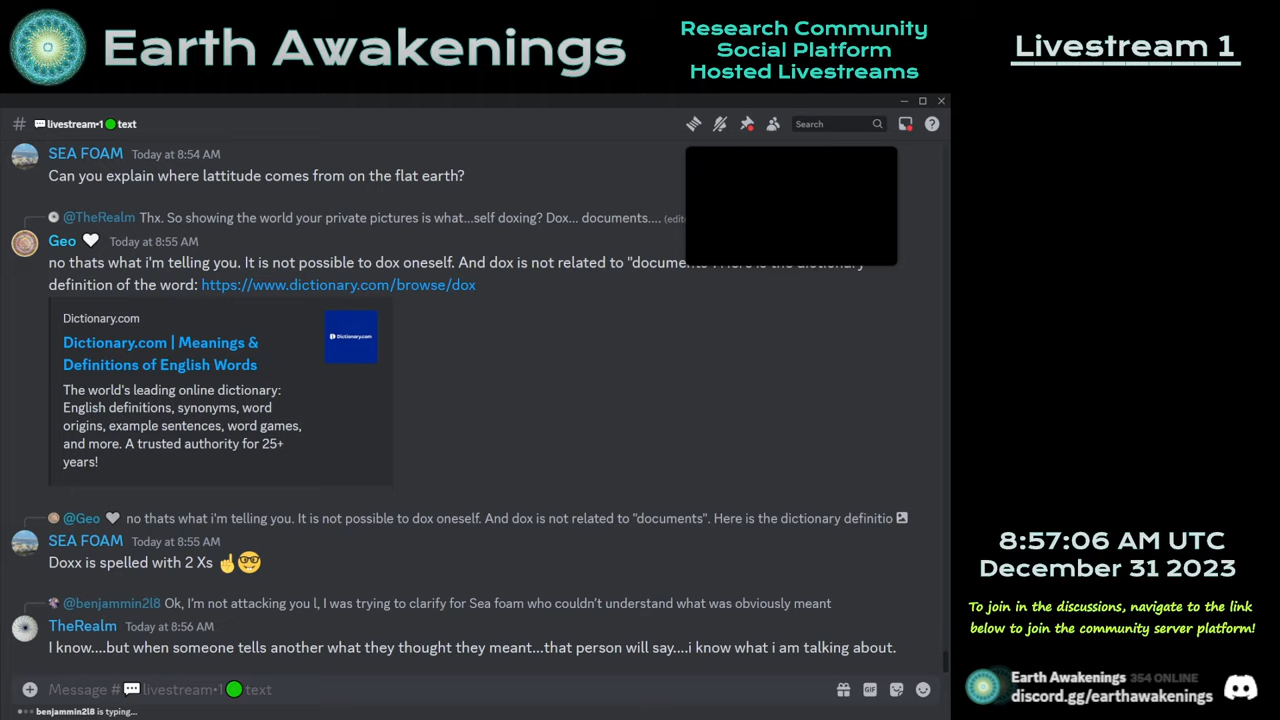 Earth Awakenings
Research Community
Social Platform
Hosted Livestreams
Livestream 1
# 💬livestream•1🟢text
Search
SEA FOAM Today at 8:54 AM
Can you explain where lattitude comes from on the flat earth?
@TheRealm Thx. So showing the world your private pictures is what...self doxing? Dox... documents....
Geo 🤍 Today at 8:55 AM
no thats what i'm telling you. It is not possible to dox oneself. And dox is not related to "documents
definition of the word: https://www.dictionary.com/browse/dox
Dictionary.com
Dictionary.com
Dictionary.com | Meanings &
Definitions of English Words
The world's leading online dictionary:
English definitions, synonyms, word
origins, example sentences, word games,
and more. A trusted authority for 25+
years!
@Geo 🤍 no thats what i'm telling you. It is not possible to dox oneself. And dox is not related to "documents". Here is the dictionary definitio
SEA FOAM Today at 8:55 AM
Doxx is spelled with 2 Xs ☝️🤓
@benjammin2l8 Ok, I'm not attacking you l, I was trying to clarify for Sea foam who couldn't understand what was obviously meant
TheRealm Today at 8:56 AM
I know....but when someone tells another what they thought they meant...that person will say....i know what i am talking about.
Message #💬livestream•1🟢text
GIF
benjammin2l8 is typing...
8:57:06 AM UTC
December 31 2023
To join in the discussions, navigate to the link
below to join the community server platform!
Earth Awakenings 354 ONLINE
discord.gg/earthawakenings